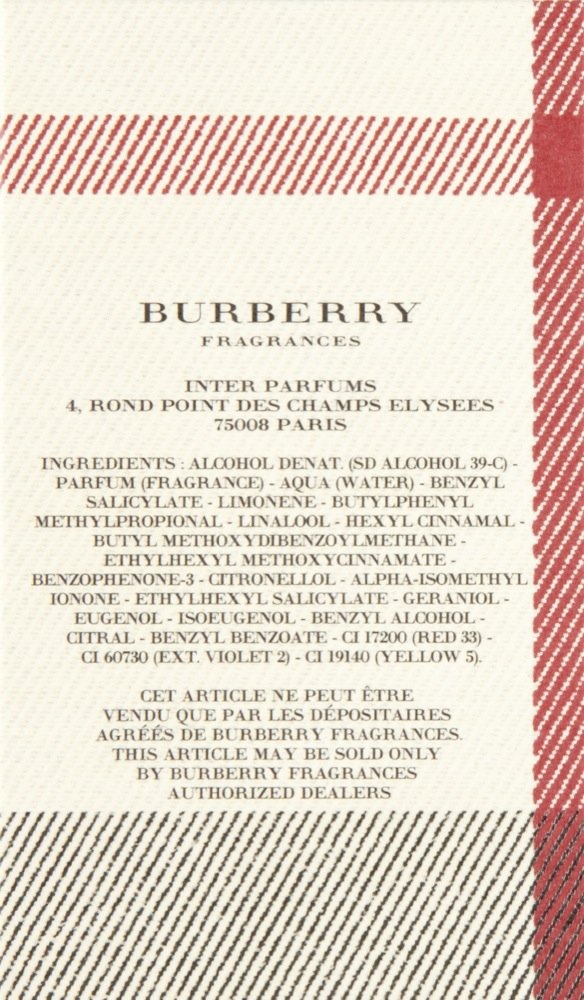 BURBERRY
FRAGRANCES
INTER PARFUMS
4, ROND POINT DES CHAMPS ELYSEES
75008 PARIS
INGREDIENTS : ALCOHOL DENAT. (SD ALCOHOL 39-C) -
PARFUM (FRAGRANCE) - AQUA (WATER) - BENZYL
SALICYLATE - LIMONENE - BUTYLPHENYL
METHYLPROPIONAL - LINALOOL - HEXYL CINNAMAL -
BUTYL METHOXYDIBENZOYLMETHANE -
ETHYLHEXYL METHOXYCINNAMATE -
BENZOPHENONE-3 - CITRONELLOL - ALPHA-ISOMETHYL
IONONE - ETHYLHEXYL SALICYLATE - GERANIOL -
EUGENOL - ISOEUGENOL - BENZYL ALCOHOL -
CITRAL - BENZYL BENZOATE - CI 17200 (RED 33) -
CI 60730 (EXT. VIOLET 2) - CI 19140 (YELLOW 5).
CET ARTICLE NE PEUT ÊTRE
VENDU QUE PAR LES DÉPOSITAIRES
AGRÉÉS DE BURBERRY FRAGRANCES.
THIS ARTICLE MAY BE SOLD ONLY
BY BURBERRY FRAGRANCES
AUTHORIZED DEALERS